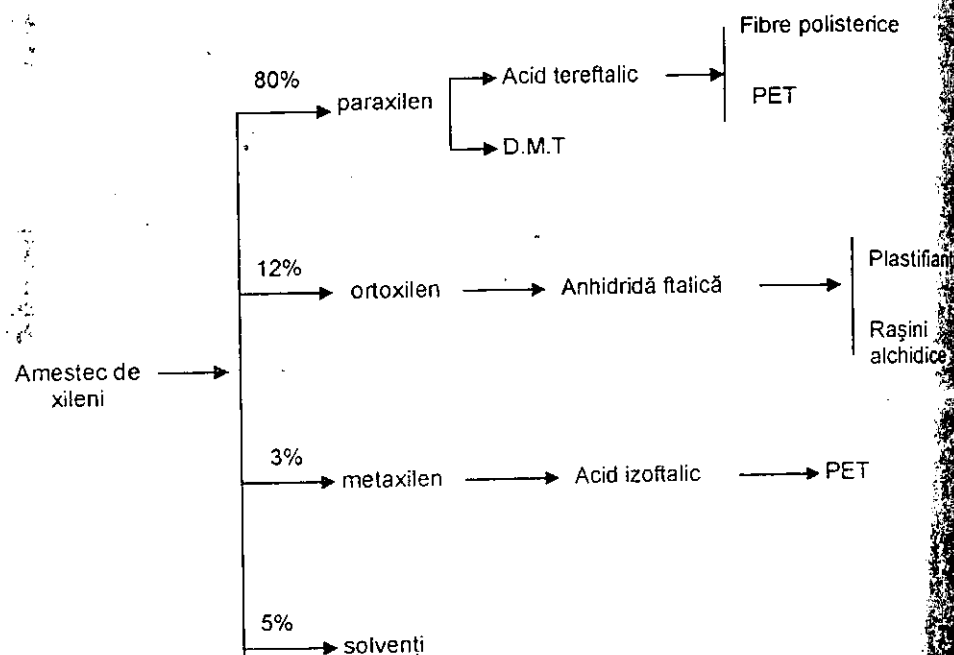 Fibre polisterice
80%
Acid tereftalic
paraxilen
PET
D.M.T
12%
ortoxilen
Anhidridă ftalică
Plastifian
Rașini
alchidice
Amestec de
xileni
3%
metaxilen
Acid izoftalic
PET
5%
solvenți